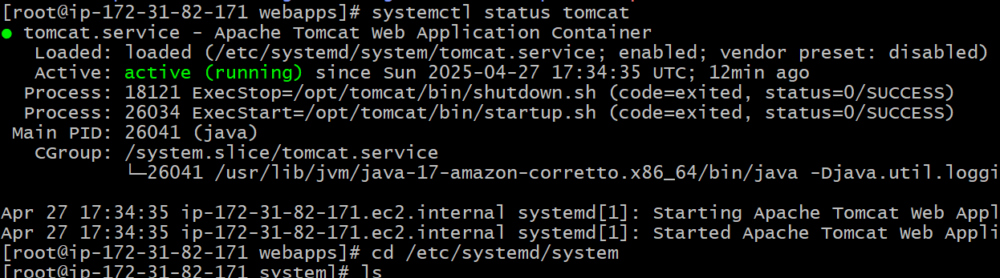 [root@ip-172-31-82-171 webapps]# systemctl status tomcat
● tomcat.service - Apache Tomcat Web Application Container
   Loaded: loaded (/etc/systemd/system/tomcat.service; enabled; vendor preset: disabled)
   Active: active (running) since Sun 2025-04-27 17:34:35 UTC; 12min ago
  Process: 18121 ExecStop=/opt/tomcat/bin/shutdown.sh (code=exited, status=0/SUCCESS)
  Process: 26034 ExecStart=/opt/tomcat/bin/startup.sh (code=exited, status=0/SUCCESS)
 Main PID: 26041 (java)
   CGroup: /system.slice/tomcat.service
           └─26041 /usr/lib/jvm/java-17-amazon-corretto.x86_64/bin/java -Djava.util.loggi
Apr 27 17:34:35 ip-172-31-82-171.ec2.internal systemd[1]: Starting Apache Tomcat Web Appl
Apr 27 17:34:35 ip-172-31-82-171.ec2.internal systemd[1]: Started Apache Tomcat Web Appli
[root@ip-172-31-82-171 webapps]# cd /etc/systemd/system
[root@ip-172-31-82-171 system]# ls